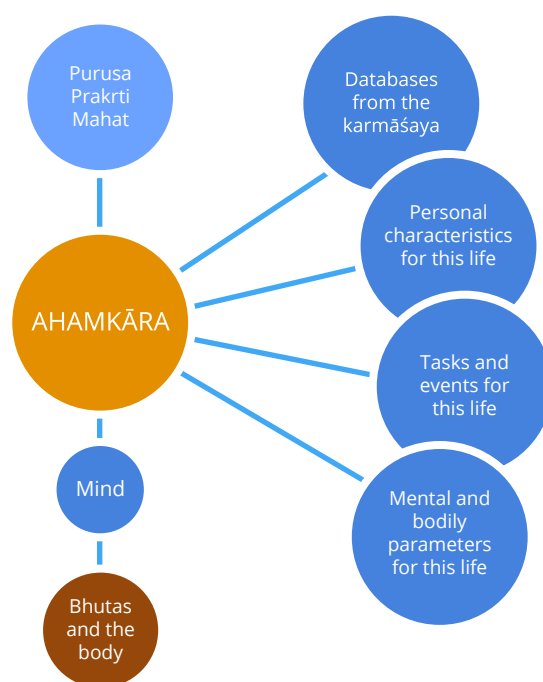 Purusa
Prakrti
Mahat
Databases
from the
karmāśaya
Personal
characteristics
for this life
AHAMKĀRA
Tasks and
events for
this life
Mind
Mental and
bodily
parameters
for this life
Bhutas
and the
body